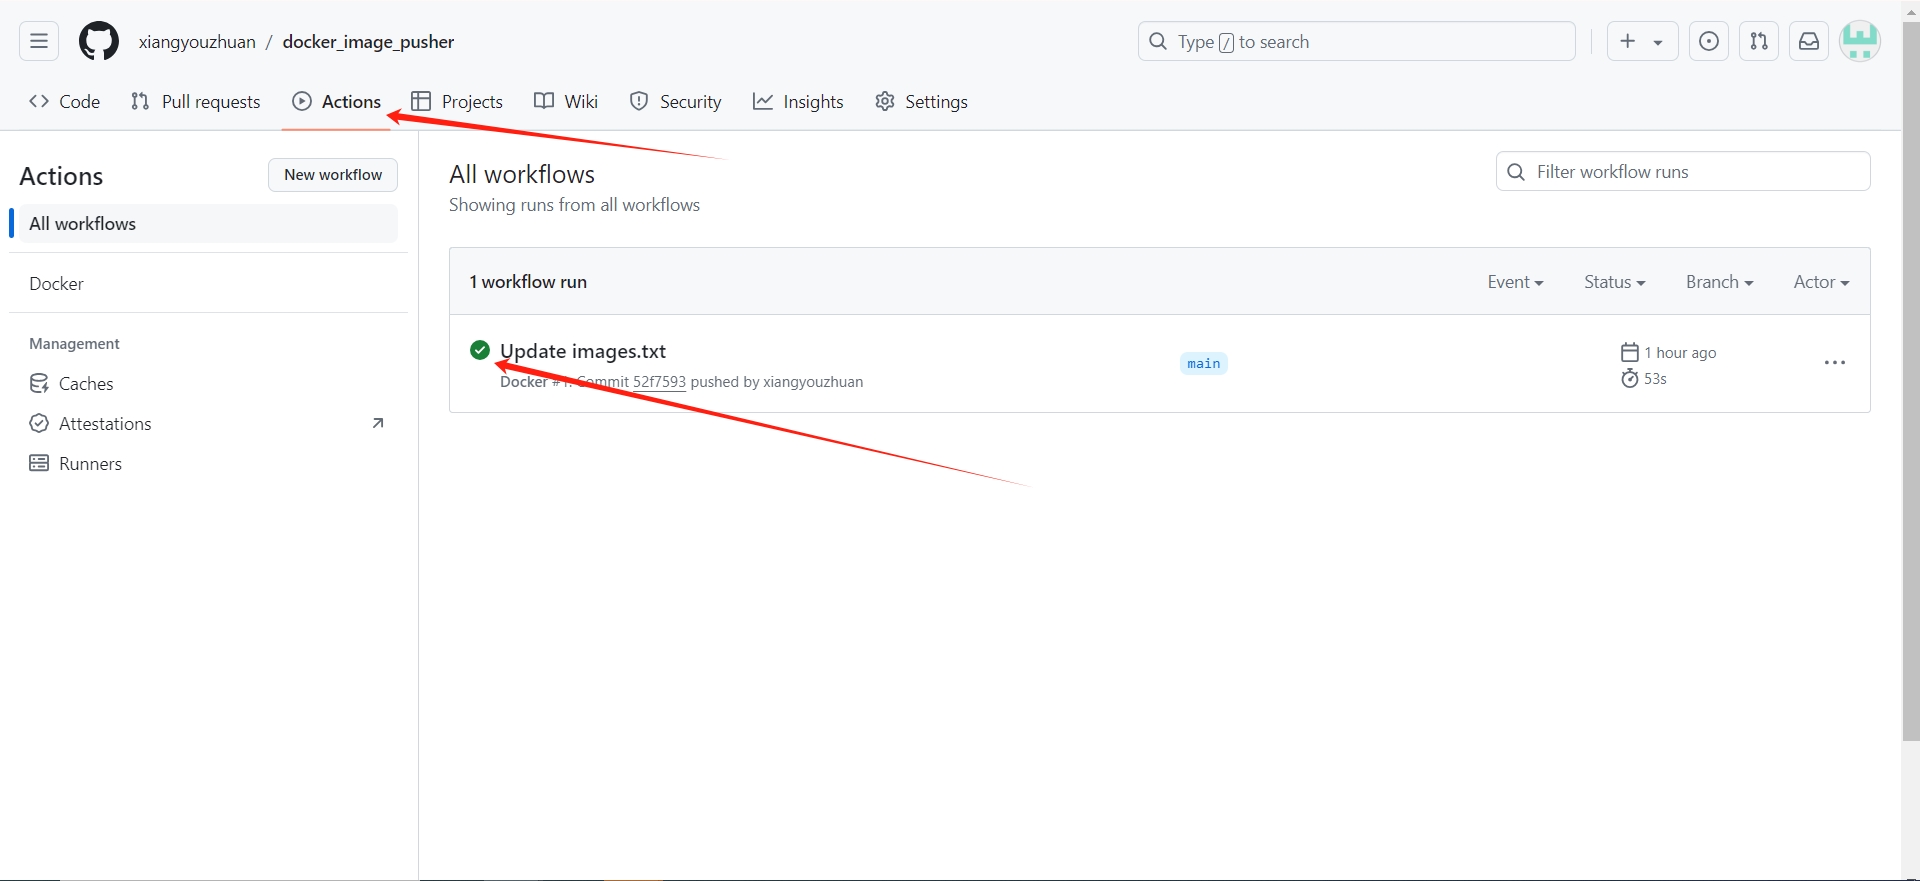 xiangyouzhuan / docker_image_pusher
Type / to search
Code
Pull requests
Actions
Projects
Wiki
Security
Insights
Settings
Actions
New workflow
All workflows
Docker
Management
Caches
Attestations
Runners
All workflows
Showing runs from all workflows
Filter workflow runs
1 workflow run
Event
Status
Branch
Actor
Update images.txt
Docker #1: Commit 52f7593 pushed by xiangyouzhuan
main
1 hour ago
53s